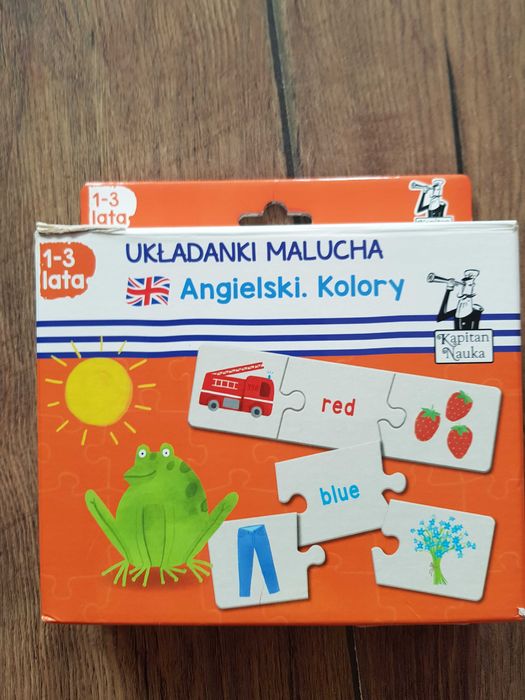 1-3
lata
1-3
lata
UKŁADANKI MALUCHA
Angielski. Kolory
Kapitan
Nauka
red
blue